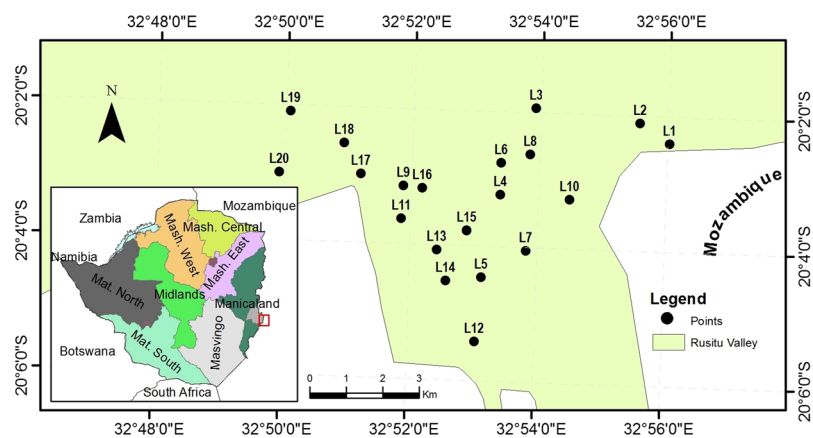 32°48'0"E 32°50'0"E 32°52'0"E 32°54'0"E 32°56'0"E
20°2'0"S
20°4'0"S
20°6'0"S
20°2'0"S
20°4'0"S
20°6'0"S
N
L19
L3
L2
L18
L1
L8
L6
L20
L17
L9
L16
L4
L10
L11
L15
L13
L7
L14
L5
L12
Mozambique
Zambia
Mozambique
Mash. Central
Mash. West
Mash. East
Namibia
Mat. North
Midlands
Manicaland
Masvingo
Mat. South
Botswana
South Africa
Legend
Points
Rusitu Valley
0 1 2 3
Km
32°48'0"E 32°50'0"E 32°52'0"E 32°54'0"E 32°56'0"E